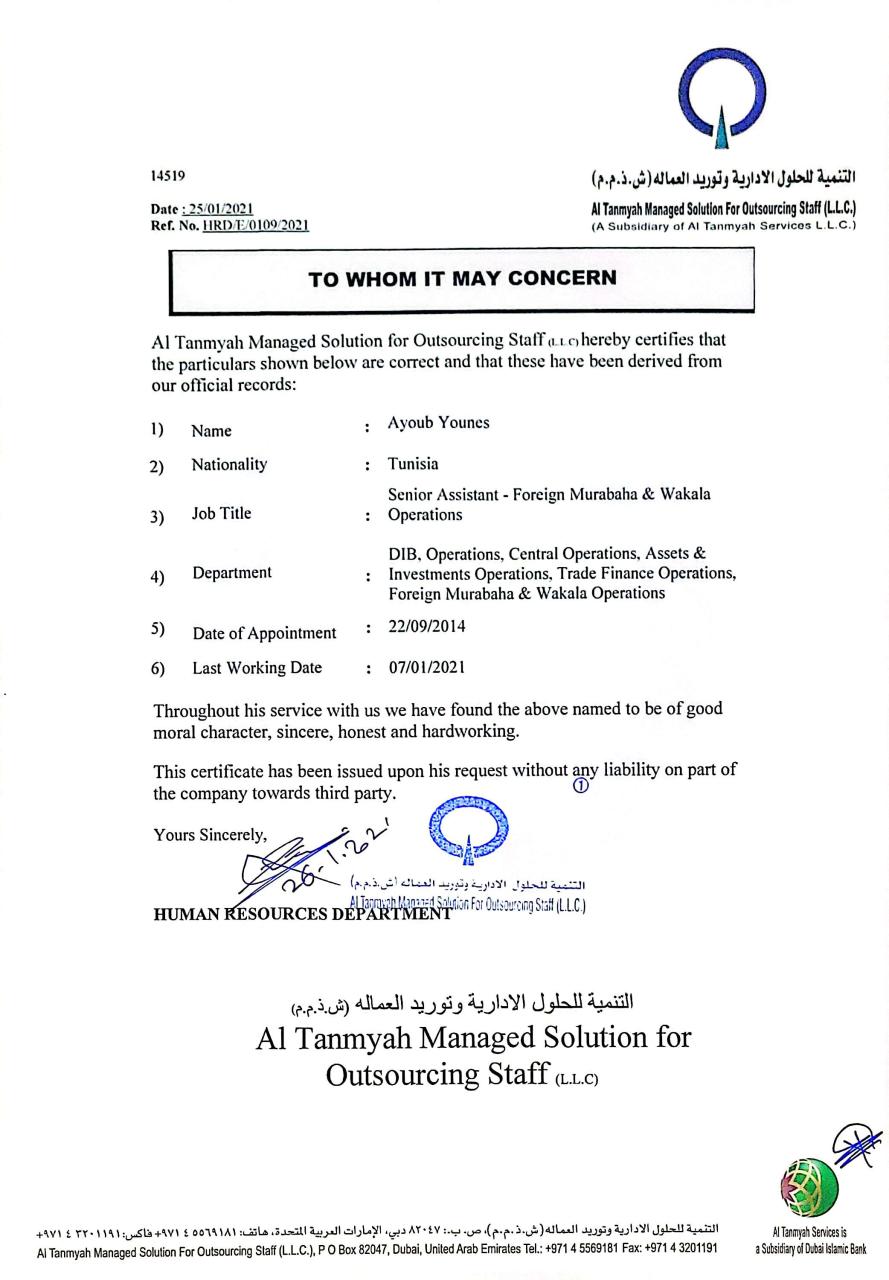 14519
التنمية للحلول الادارية وتوريد العماله (ش.ذ.م.م)
Date : 25/01/2021
Al Tanmyah Managed Solution For Outsourcing Staff (L.L.C.)
Ref. No. HRD/E/0109/2021
(A Subsidiary of Al Tanmyah Services L.L.C.)
TO WHOM IT MAY CONCERN
Al Tanmyah Managed Solution for Outsourcing Staff (L.L.C) hereby certifies that
the particulars shown below are correct and that these have been derived from
our official records:
1) Name : Ayoub Younes
2) Nationality : Tunisia
Senior Assistant - Foreign Murabaha & Wakala
3) Job Title : Operations
DIB, Operations, Central Operations, Assets &
4) Department : Investments Operations, Trade Finance Operations,
Foreign Murabaha & Wakala Operations
5) Date of Appointment : 22/09/2014
6) Last Working Date : 07/01/2021
Throughout his service with us we have found the above named to be of good
moral character, sincere, honest and hardworking.
This certificate has been issued upon his request without any liability on part of
1
the company towards third party.
Yours Sincerely,
26.1.2021
التنمية للحلول الادارية وتوريد العماله (ش.ذ.م.م)
Al Tanmyah Managed Solution For Outsourcing Staff (L.L.C.)
HUMAN RESOURCES DEPARTMENT
التنمية للحلول الادارية وتوريد العماله (ش.ذ.م.م)
Al Tanmyah Managed Solution for
Outsourcing Staff (L.L.C)
التنمية للحلول الادارية وتوريد العماله (ش.ذ.م.م)، ص. ب.: ٨٢٠٤٧ دبي، الإمارات العربية المتحدة، هاتف: ٥٥٦٩١٨١ ٤ ٩٧١+ فاكس: ٣٢٠١١٩١ ٤ ٩٧١+
Al Tanmyah Managed Solution For Outsourcing Staff (L.L.C.), P O Box 82047, Dubai, United Arab Emirates Tel.: +971 4 5569181 Fax: +971 4 3201191
Al Tanmyah Services is
a Subsidiary of Dubai Islamic Bank